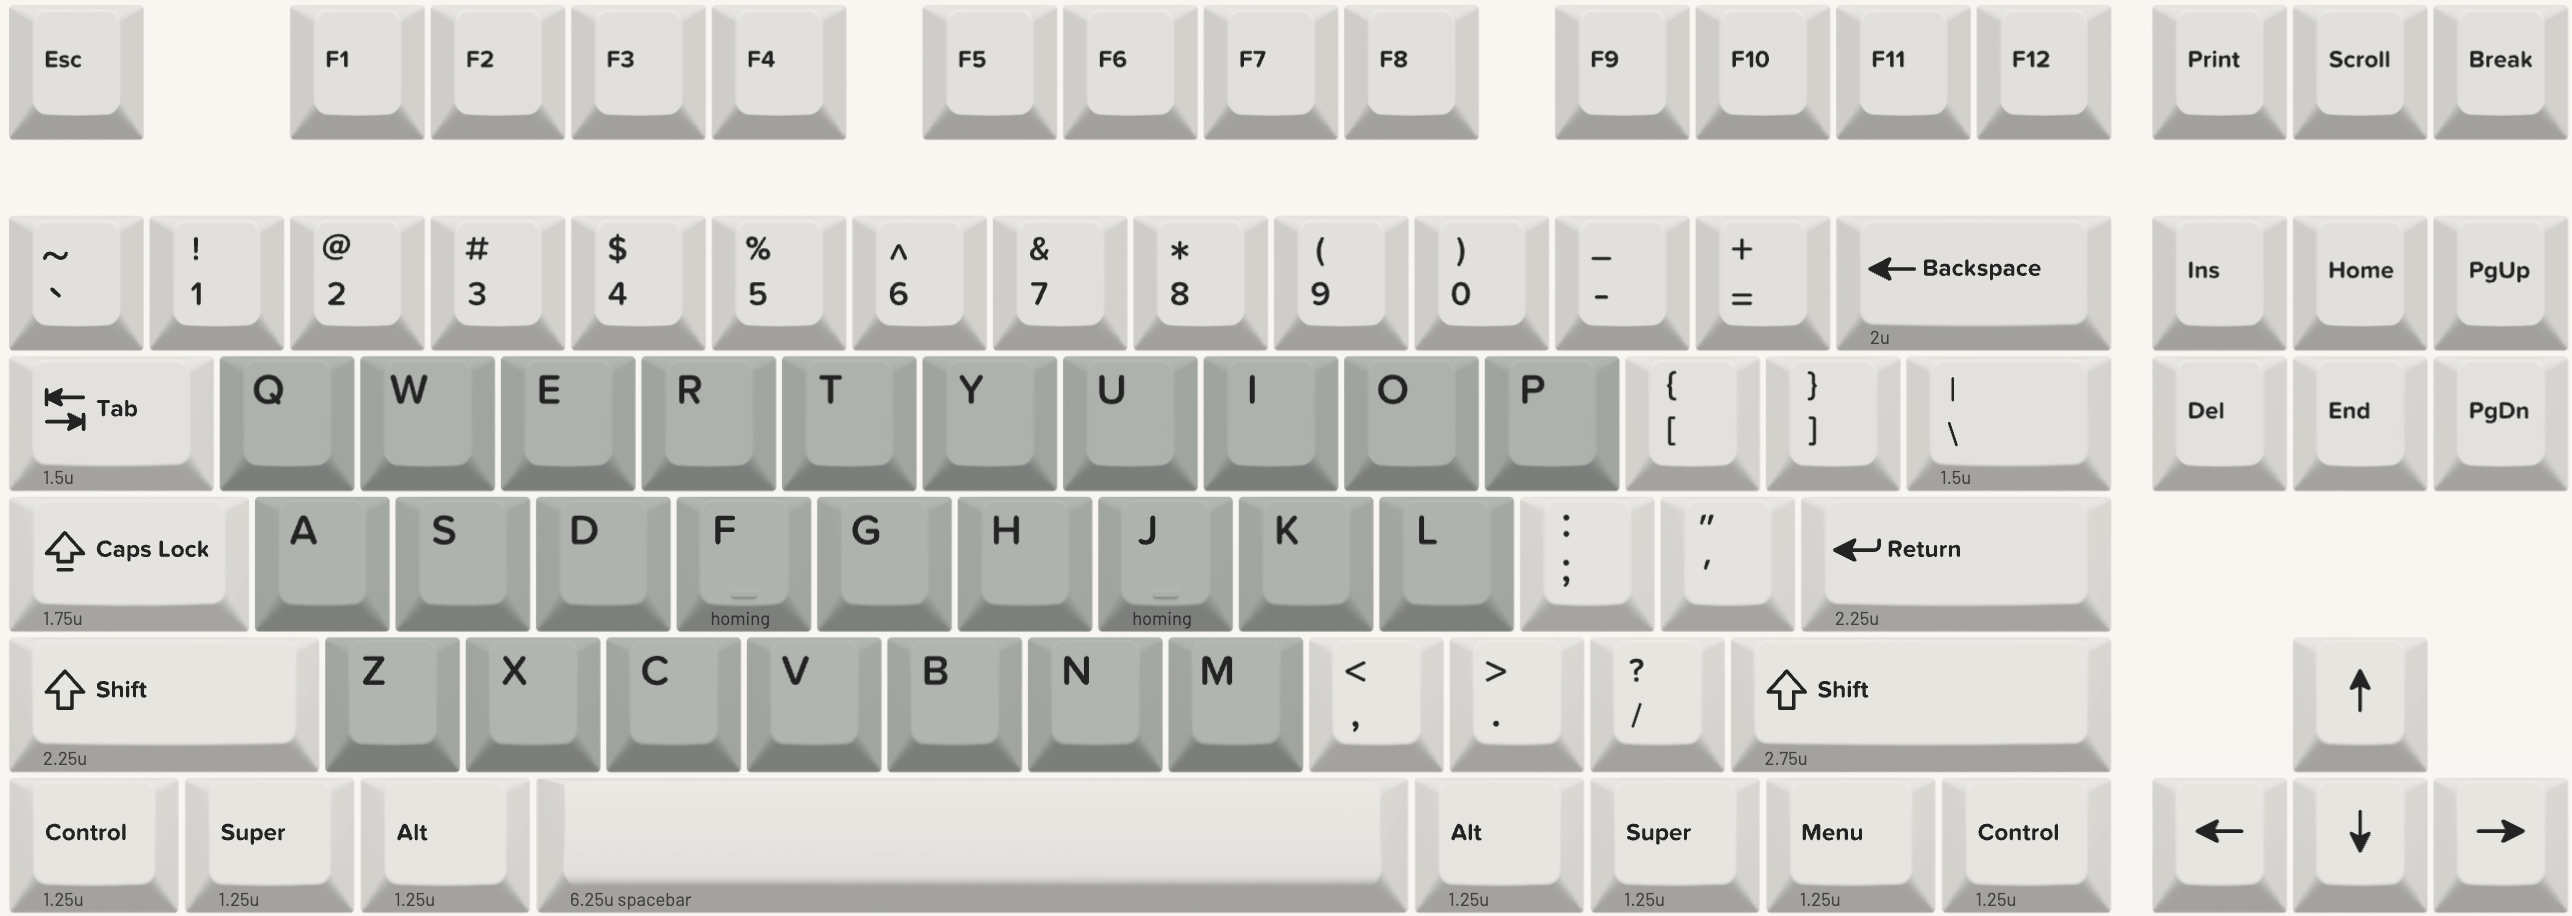 Esc F1 F2 F3 F4 F5 F6 F7 F8 F9 F10 F11 F12 Print Scroll Break
~ ! @ # $ % ^ & * ( ) _ +
` 1 2 3 4 5 6 7 8 9 0 - = Backspace Ins Home PgUp
2u
Q W E R T Y U I O P { } |
Tab [ ] \ Del End PgDn
1.5u 1.5u
A S D F G H J K L : "
Caps Lock ; ' Return
1.75u homing homing 2.25u
Z X C V B N M < > ?
Shift , . / Shift
2.25u 2.75u
Control Super Alt Alt Super Menu Control
1.25u 1.25u 1.25u 6.25u spacebar 1.25u 1.25u 1.25u 1.25u